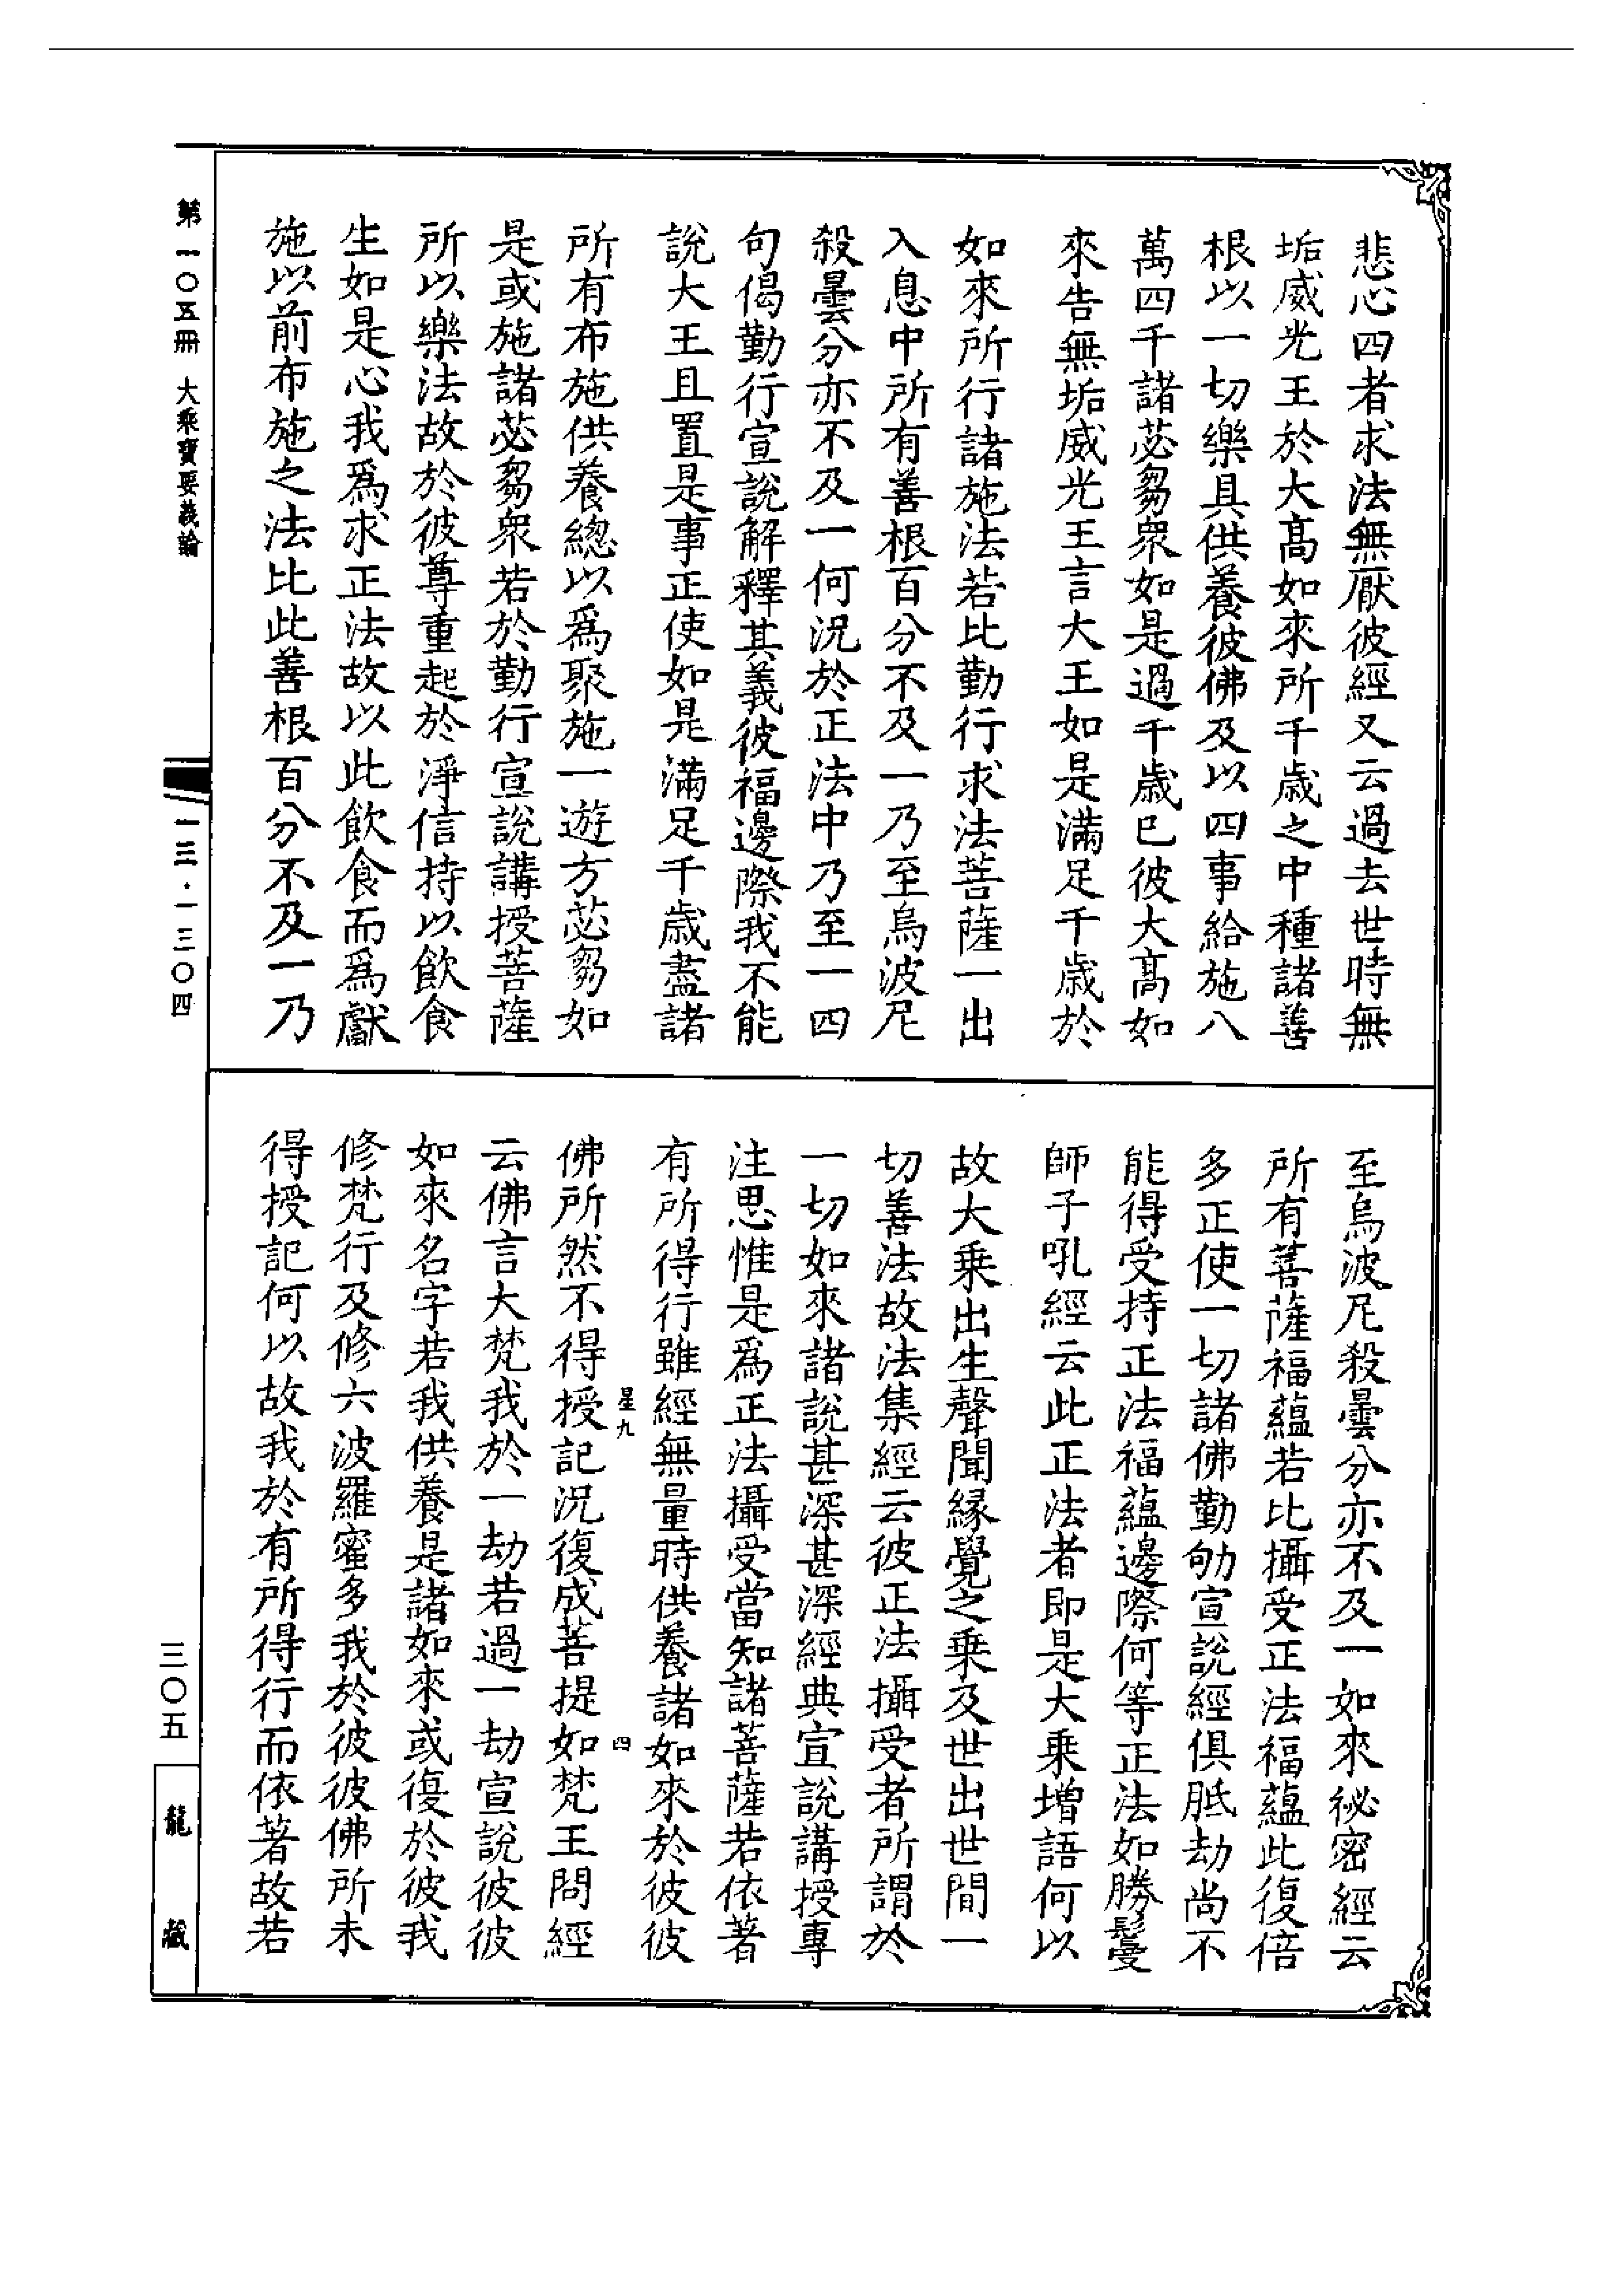 悲心四者求法無厭彼經又云過去世時無
垢威光王於大高如來所千歲之中種諸善
根以一切樂具供養彼佛及以四事給施八
萬四千諸苾芻衆如是過千歲已彼大高如
來告無垢威光王言大王如是滿足千歲於
如來所行諸施法若比勤行求法菩薩一出
入息中所有善根百分不及一乃至烏波尼
殺曇分亦不及一何況於正法中乃至一四
句偈勤行宣說解釋其義彼福邊際我不能
說大王且置是事正使如是滿足千歲盡諸
所有布施供養總以爲聚施一遊方苾芻如
是或施諸苾芻衆若於勤行宣說講授菩薩
所以樂法故於彼尊重起於淨信持以飲食
生如是心我爲求正法故以此飲食而爲獻
施以前布施之法比此善根百分不及一乃
至烏波尼殺曇分亦不及一如來祕密經云
所有菩薩福蘊若比攝受正法福蘊此復倍
多正使一切諸佛勤劬宣說經俱胝劫尚不
能得受持正法福蘊邊際何等正法如勝鬘
師子吼經云此正法者即是大乘增語何以
故大乘出生聲聞緣覺之乘及世出世間一
切善法故法集經云彼正法攝受者所謂於
一切如來諸說甚深甚深經典宣說講授專
注思惟是爲正法攝受當知諸菩薩若依著
有所得行雖經無量時供養諸如來於彼彼
星九
四
佛所然不得授記況復成菩提如梵王問經
云佛言大梵我於一劫若過一劫宣說彼彼
如來名字若我供養是諸如來或復於彼我
修梵行及修六波羅蜜多我於彼彼佛所未
得授記何以故我於有所得行而依著故若
第一〇五冊 大乘寶要義論
一三·一三〇四
三〇五
龍藏